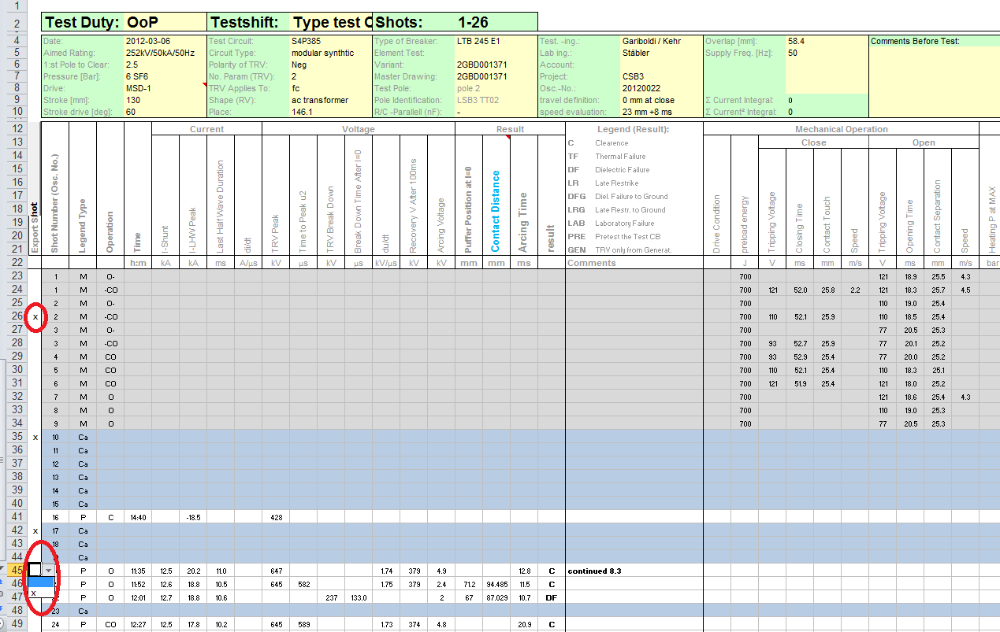 1
2 Test Duty: OoP Testshift: Type test C Shots: 1-26
4 Date: 2012-03-06 Test Circuit: S4P385 Type of Breaker: LTB 245 E1 Test. -ing.: Gariboldi / Kehr Overlap [mm]: 58.4 Comments Before Test:
5 Aimed Rating: 252kV/50kA/50Hz Circuit Type: modular synthtic Element Test: Lab ing.: Stäbler Supply Freq. [Hz]: 50
6 1:st Pole to Clear: 2.5 Polarity of TRV: Neg Variant: 2GBD001371 Account:
7 Pressure [Bar]: 6 SF6 No. Param (TRV): 2 Master Drawing: 2GBD001371 Project: CSB3
8 Drive: MSD-1 TRV Applies To: fc Test Pole: pole 2 Osc.-No.: 20120022
9 Stroke [mm]: 130 Shape (RV): ac transformer Pole Identification: LSB3 TT02 travel definition: 0 mm at close Σ Current Integral: 0
10 Stroke drive [deg]: 60 Place: 146.1 R/C -Parallell (nF): - speed evaluation: 23 mm +8 ms Σ Current² Integral: 0
12 Current Voltage Result Legend (Result): Mechanical Operation
13 C Clearence Close Open
14 TF Thermal Failure
15 DF Dielectric Failure
16 LR Late Restrike
17 DFG Diel. Failure to Ground
18 LRG Late Restr. to Ground
19 LAB Laboratory Failure
20 PRE Pretest the Test CB
21 GEN TRV only from Generat.
Export Shot
Shot Number (Osc. No.)
Legend Type
Operation
Time
I-Shunt
I-LHW Peak
Last Half Wave Duration
di/dt
TRV Peak
Time to Peak u2
TRV Break Down
Break Down Time After I=0
du/dt
Recovery V After 100ms
Arcing Voltage
Puffer Position at I=0
Contact Distance
Arcing Time
result
Drive Condition
preload energy
Tripping Voltage
Closing Time
Contact Touch
Speed
Tripping Voltage
Opening Time
Contact Separation
Speed
Heating P at MAX
22 h:m kA kA ms A/µs kV µs kV µs kV/µs kV kV mm mm ms Comments J V ms mm m/s V ms mm m/s bar
23 1 M O- 700 121 18.9 25.5 4.3
24 1 M -CO 700 121 52.0 25.8 2.2 121 18.3 25.7 4.5
25 2 M O- 700 110 19.0 25.4
26 x 2 M -CO 700 110 52.1 25.9 110 18.5 25.4
27 3 M O- 700 77 20.5 25.3
28 3 M -CO 700 93 52.7 25.9 77 20.1 25.2
29 4 M CO 700 93 52.9 25.4 77 20.0 25.2
30 5 M CO 700 110 52.1 25.4 110 18.3 25.1
31 6 M CO 700 121 51.9 25.4 121 18.0 25.2
32 7 M O 700 121 18.6 25.4 4.3
33 8 M O 700 110 19.0 25.3
34 9 M O 700 77 20.5 25.3
35 x 10 Ca
36 11 Ca
37 12 Ca
38 13 Ca
39 14 Ca
40 15 Ca
41 16 P C 14:40 -18.5 428
42 x 17 Ca
43 18 Ca
44 Ca
45 P O 11:35 12.5 20.2 11.0 647 1.74 379 4.9 12.8 C continued 8.3
46 P O 11:52 12.6 18.8 10.5 645 582 1.75 379 2.4 71.2 94.485 11.5 C
47 x P O 12:01 12.7 18.8 10.6 237 133.0 2 67 87.029 10.7 DF
48 23 Ca
49 24 P CO 12:27 12.5 17.8 10.2 645 589 1.73 374 4.8 20.9 C